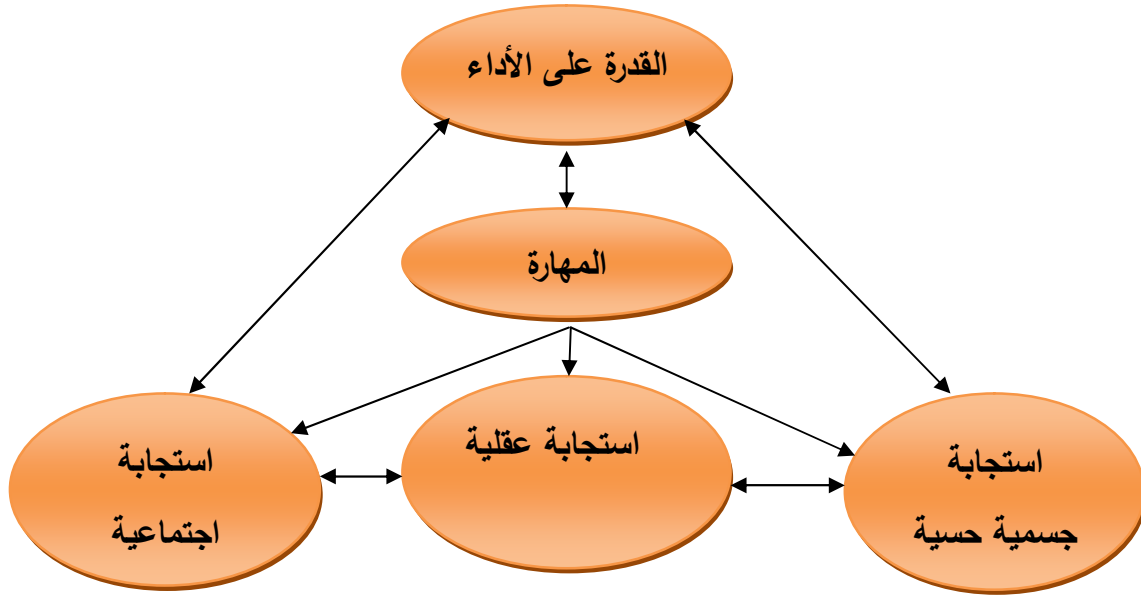 القدرة على الأداء
المهارة
استجابة
جسمية حسية
استجابة عقلية
استجابة
اجتماعية